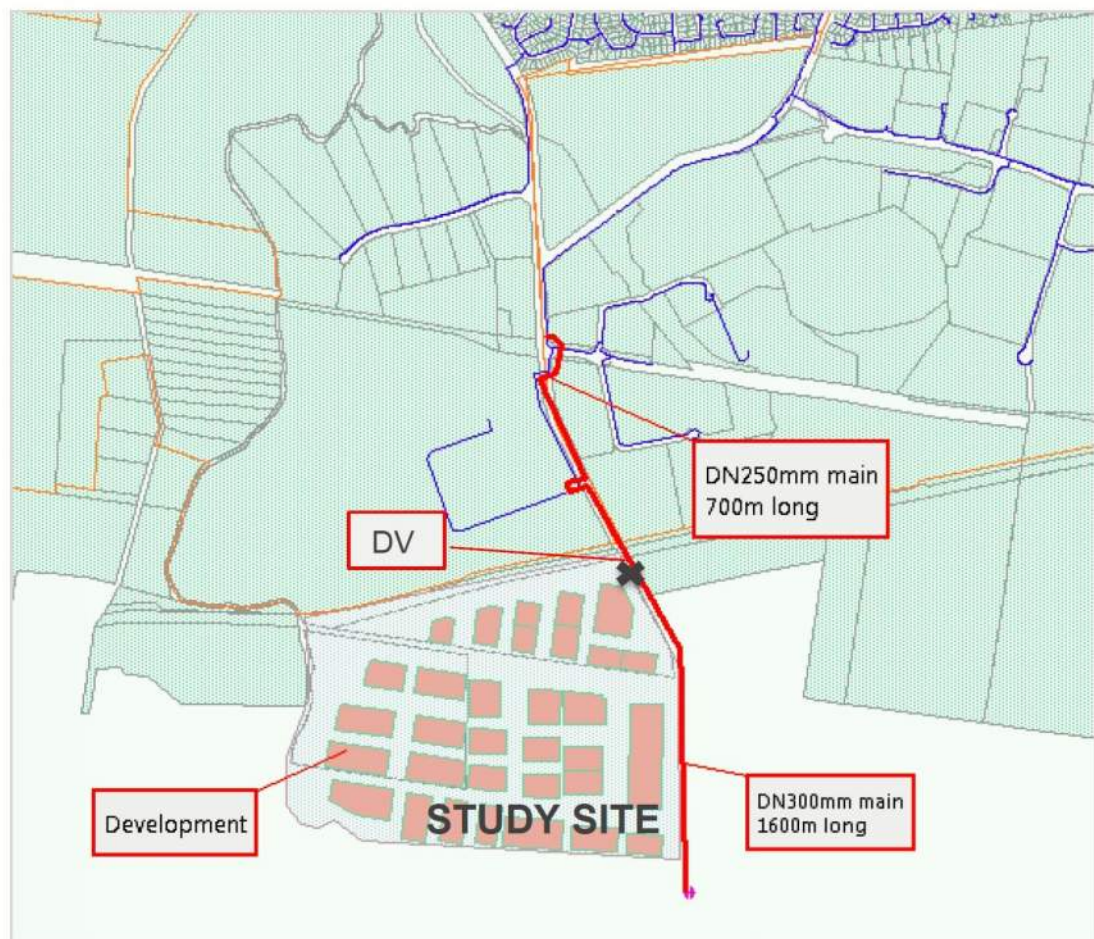 DN250mm main
700m long
DV
DN300mm main
1600m long
Development
STUDY SITE